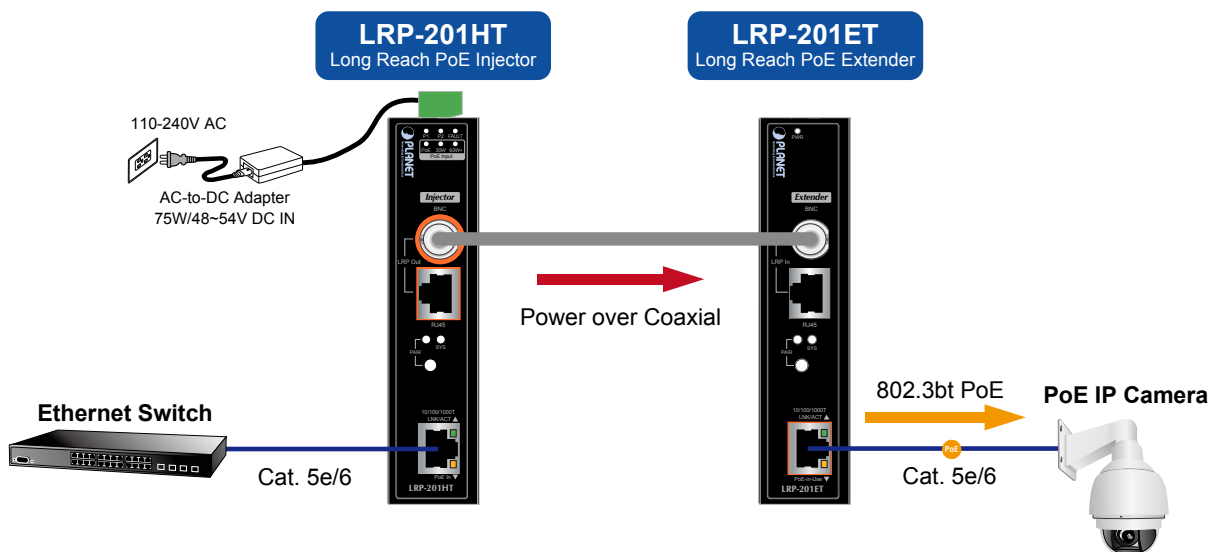 LRP-201HT
Long Reach PoE Injector
LRP-201ET
Long Reach PoE Extender
110-240V AC
AC-to-DC Adapter
75W/48~54V DC IN
P1 P2 FAULT
PoE 30W 60W+
PoE Input
PLANET
Injector
BNC
LRP Out
RJ45
PAIR
SYS
10/100/1000T
LNK/ACT ▲
PoE In ▼
LRP-201HT
PWR
PLANET
Extender
BNC
LRP In
RJ45
PAIR
SYS
10/100/1000T
LNK/ACT ▲
PoE-in-Use ▼
LRP-201ET
Power over Coaxial
802.3bt PoE
PoE IP Camera
Ethernet Switch
Cat. 5e/6
PoE
Cat. 5e/6